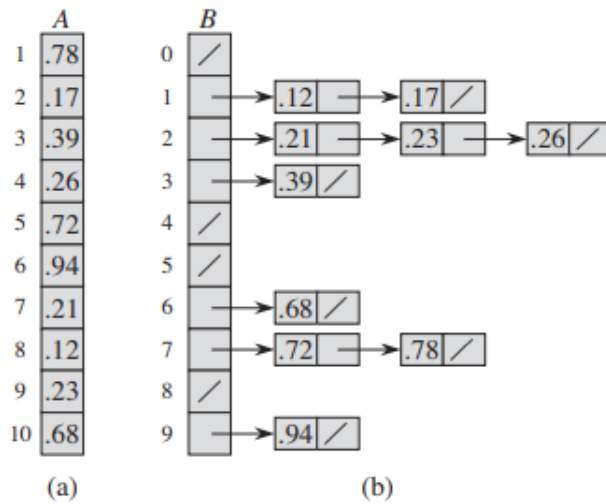 A B
1 .78 0 /
2 .17 1 .12 .17 /
3 .39 2 .21 .23 .26 /
4 .26 3 .39 /
5 .72 4 /
6 .94 5 /
7 .21 6 .68 /
8 .12 7 .72 .78 /
9 .23 8 /
10 .68 9 .94 /
(a) (b)